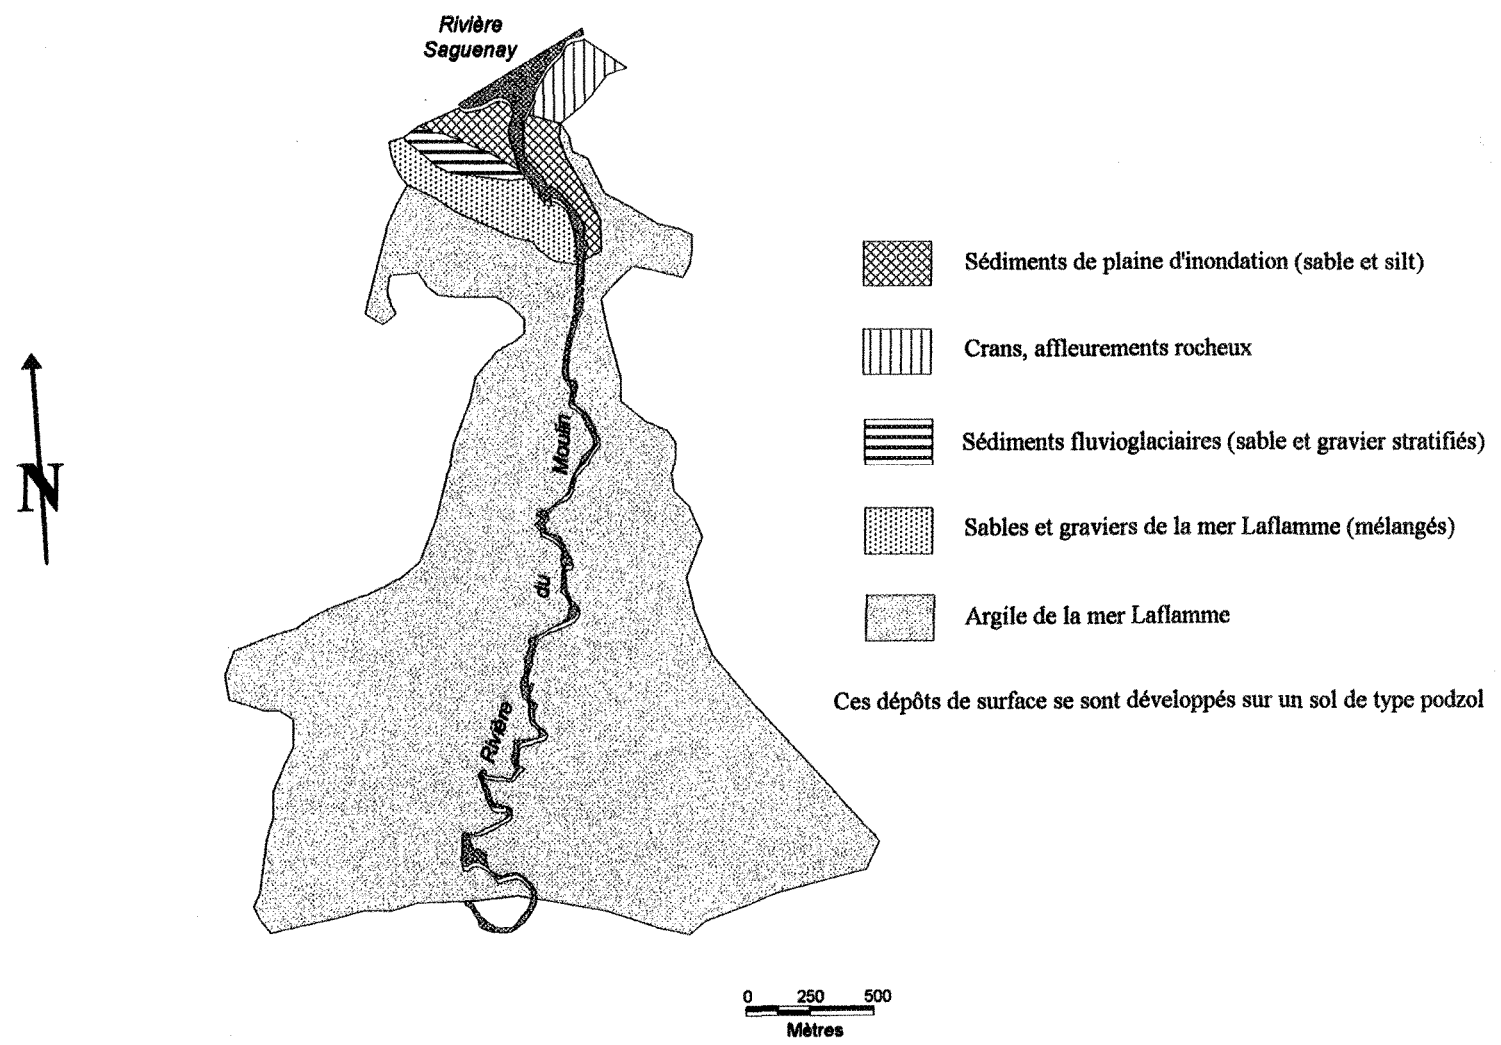 Rivière
Saguenay
Sédiments de plaine d'inondation (sable et silt)
Crans, affleurements rocheux
N
Moulin
Sédiments fluvioglaciaires (sable et gravier stratifiés)
Sables et graviers de la mer Laflamme (mélangés)
du
Argile de la mer Laflamme
Rivière
Ces dépôts de surface se sont développés sur un sol de type podzol
0 250 500
Mètres